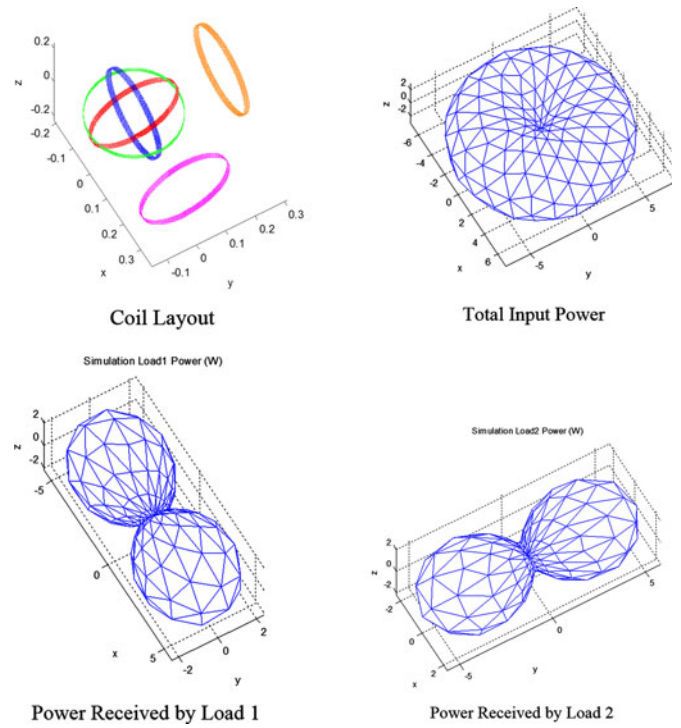 0.2
0
-0.2
z
-0.2
-0.1
0
0.1
0.2
0.3
x
-0.1
0
0.1
0.2
0.3
y
Coil Layout
2
0
-2
z
-6
-4
-2
0
2
4
6
x
-5
0
5
y
Total Input Power
Simulation Load1 Power (W)
2
0
-2
z
-5
0
5
x
-2
0
2
y
Power Received by Load 1
Simulation Load2 Power (W)
2
0
-2
z
-2
0
2
x
-5
0
5
y
Power Received by Load 2